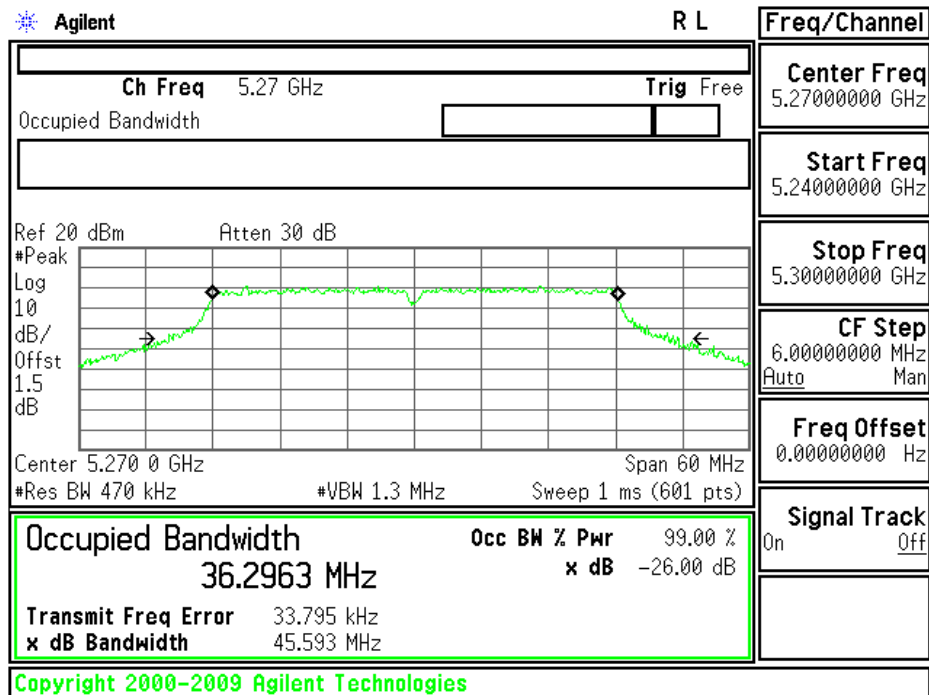 Agilent
R L
Freq/Channel
Ch Freq 5.27 GHz
Trig Free
Occupied Bandwidth
Center Freq
5.27000000 GHz
Start Freq
5.24000000 GHz
Stop Freq
5.30000000 GHz
CF Step
6.00000000 MHz
Auto Man
Freq Offset
0.00000000 Hz
Signal Track
On Off
Ref 20 dBm
Atten 30 dB
#Peak
Log
10
dB/
Offst
1.5
dB
Center 5.270 0 GHz
Span 60 MHz
#Res BW 470 kHz
#VBW 1.3 MHz
Sweep 1 ms (601 pts)
Occupied Bandwidth
36.2963 MHz
Occ BW % Pwr 99.00 %
x dB -26.00 dB
Transmit Freq Error 33.795 kHz
x dB Bandwidth 45.593 MHz
Copyright 2000-2009 Agilent Technologies